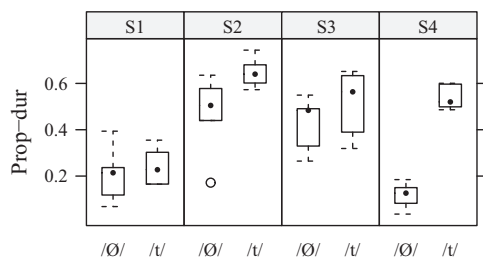 S1 S2 S3 S4
Prop−dur
0.6
0.4
0.2
/Ø/ /t/ /Ø/ /t/ /Ø/ /t/ /Ø/ /t/